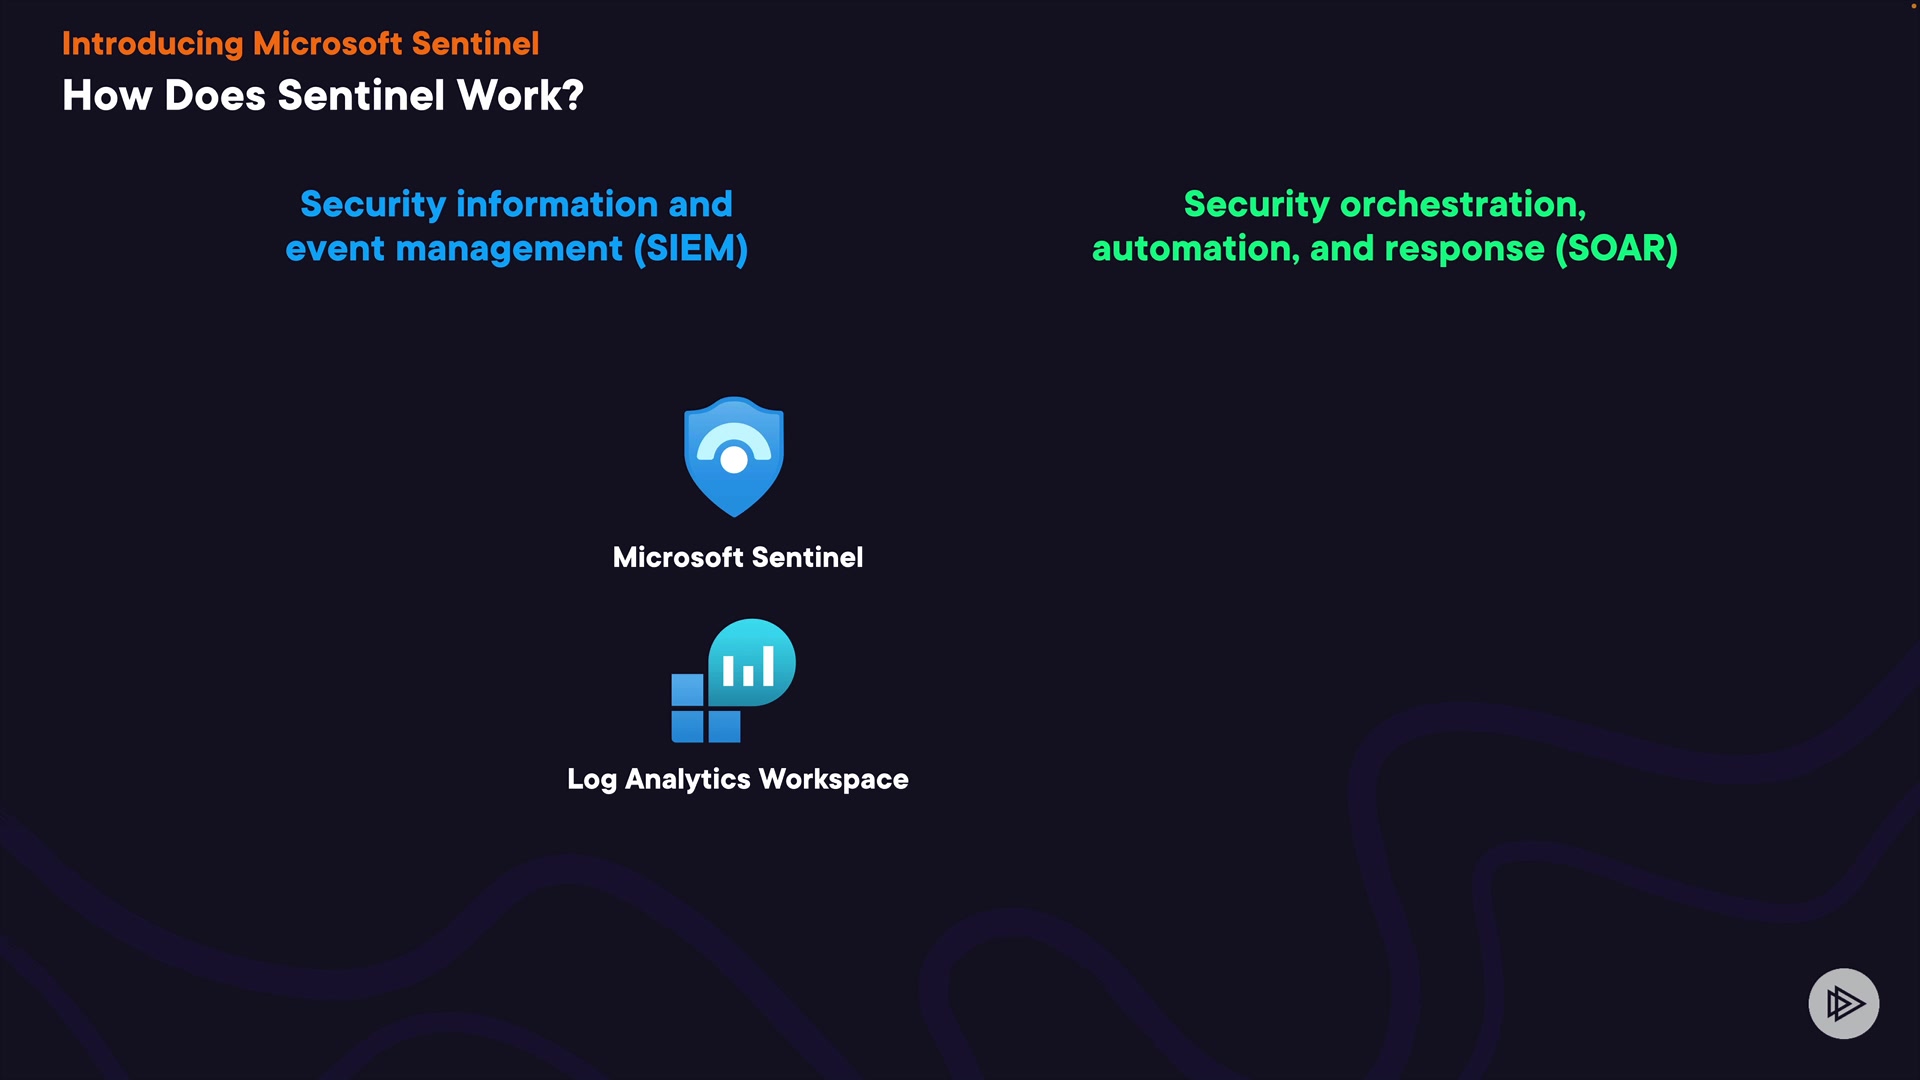 Introducing Microsoft Sentinel
How Does Sentinel Work?
Security information and
event management (SIEM)
Security orchestration,
automation, and response (SOAR)
Microsoft Sentinel
Log Analytics Workspace